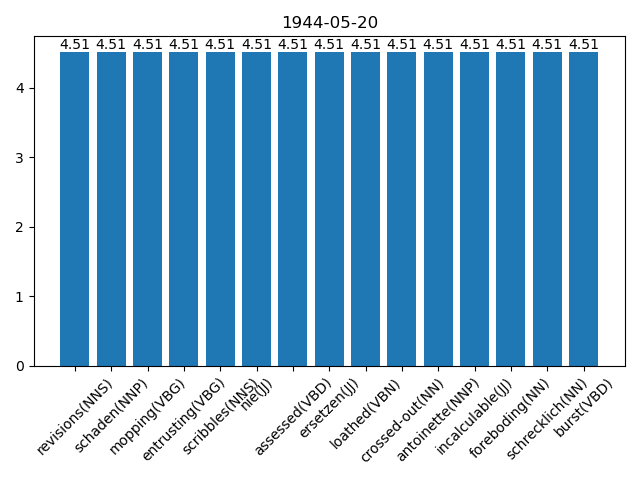 1944-05-20
4.51 4.51 4.51 4.51 4.51 4.51 4.51 4.51 4.51 4.51 4.51 4.51 4.51 4.51 4.51
4
3
2
1
0
revisions(NNS)
schaden(NNP)
mopping(VBG)
entrusting(VBG)
scribbles(NNS)
nie(JJ)
assessed(VBD)
ersetzen(JJ)
loathed(VBN)
crossed-out(NN)
antoinette(NNP)
incalculable(JJ)
foreboding(NN)
schrecklich(NN)
burst(VBD)